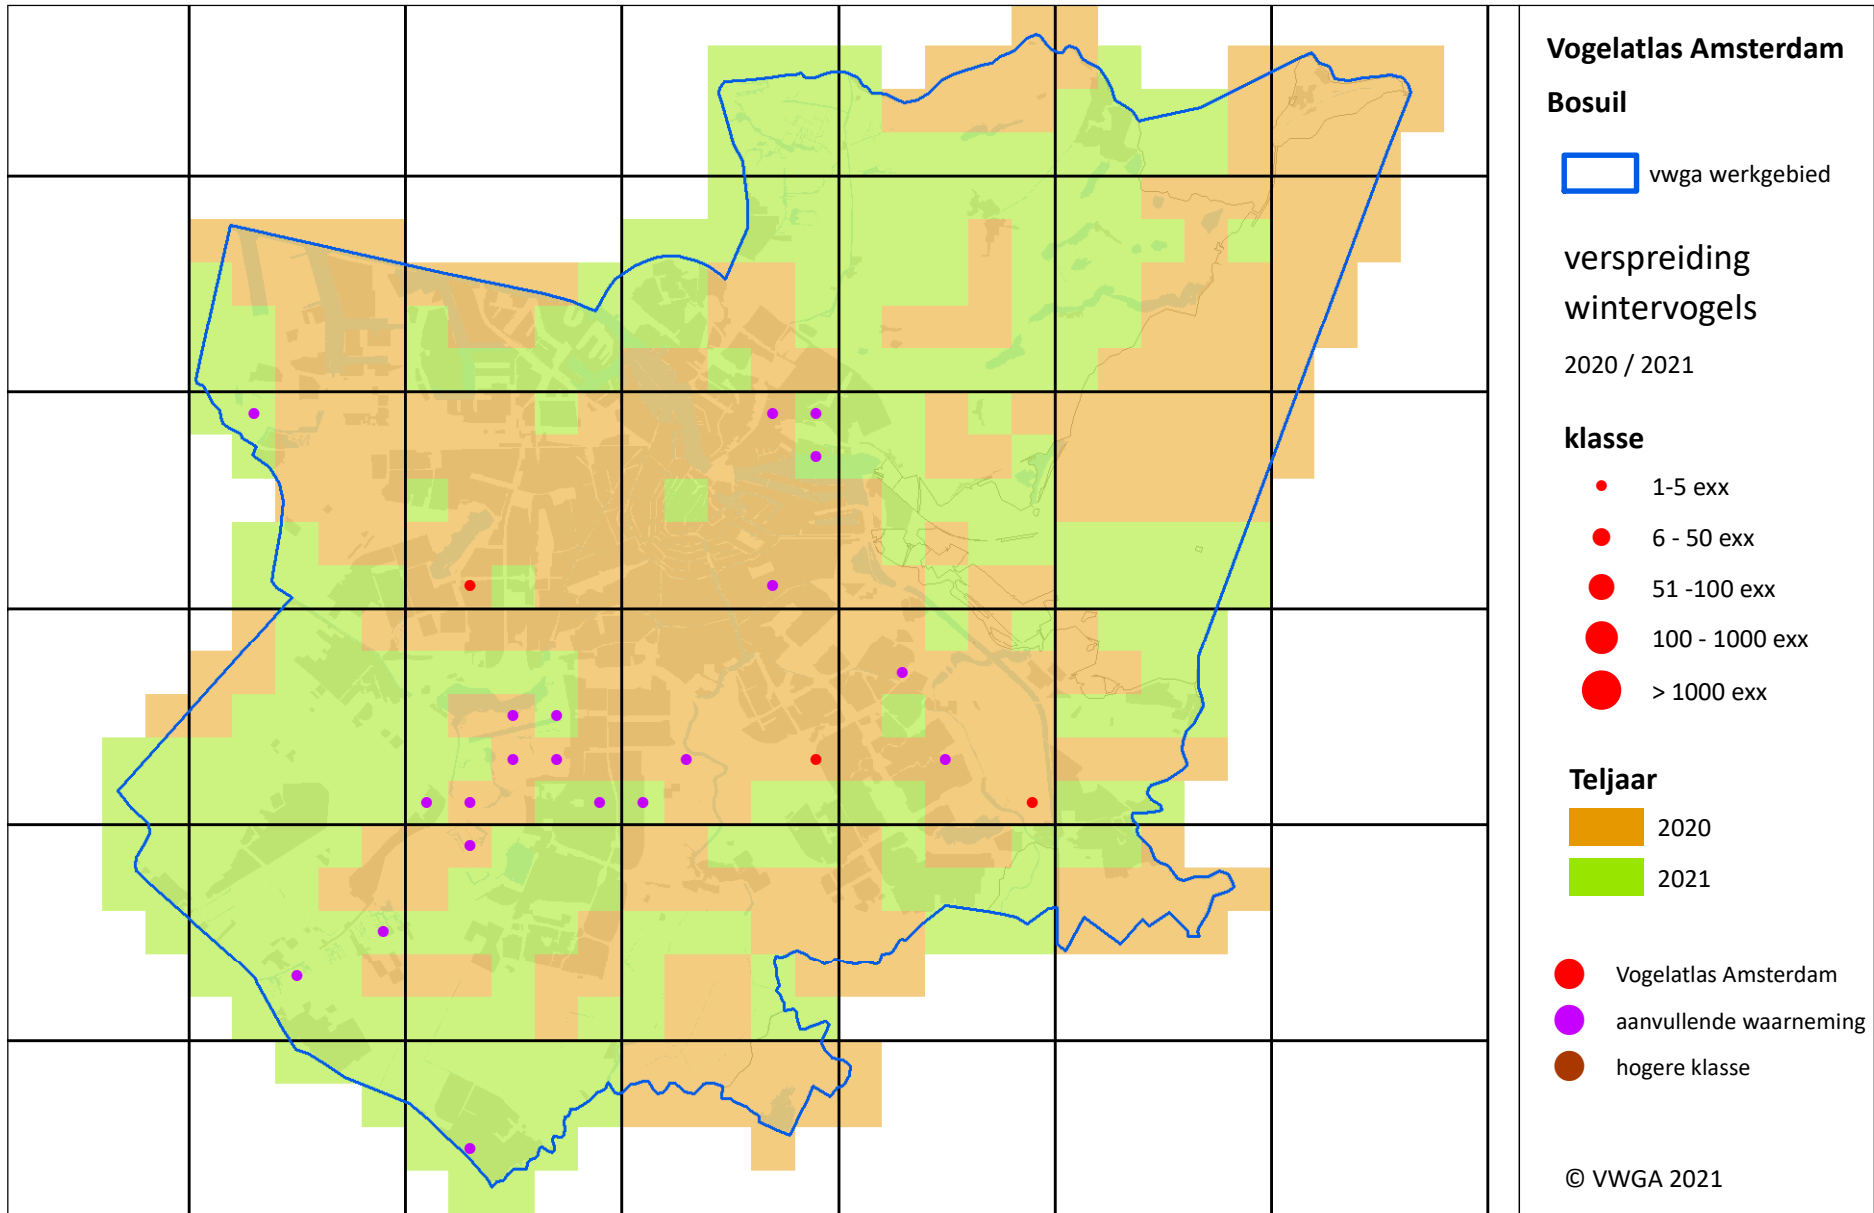 Vogelatlas Amsterdam
Bosuil
vwga werkgebied
verspreiding
wintervogels
2020 / 2021
klasse
1-5 exx
6 - 50 exx
51 -100 exx
100 - 1000 exx
> 1000 exx
Teljaar
2020
2021
Vogelatlas Amsterdam
aanvullende waarneming
hogere klasse
© VWGA 2021